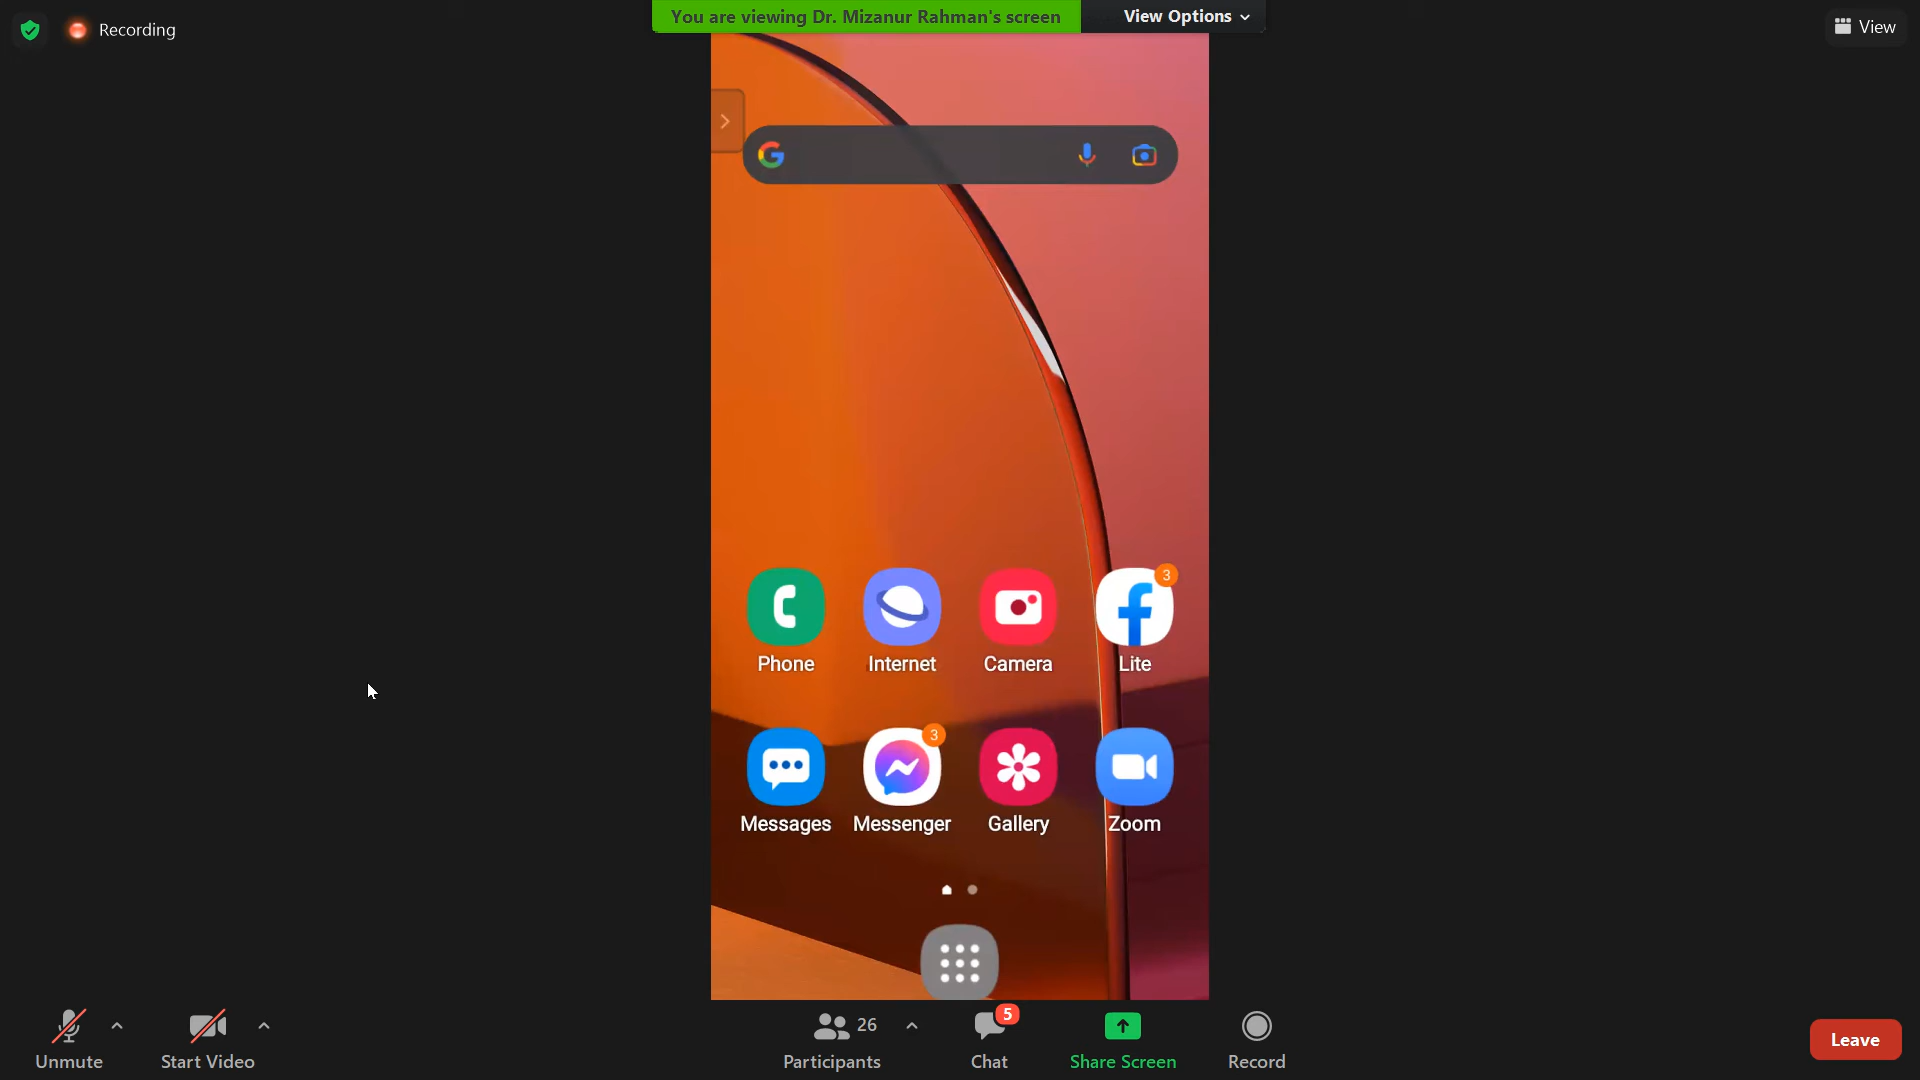 Recording
You are viewing Dr. Mizanur Rahman's screen
View Options
View
G
3
Phone
Internet
Camera
Lite
3
Messages
Messenger
Gallery
Zoom
Unmute
Start Video
26
Participants
5
Chat
Share Screen
Record
Leave